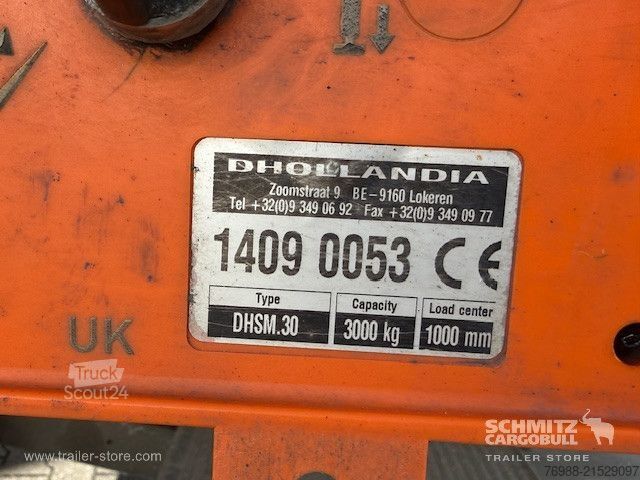 DHOLLANDIA
Zoomstraat 9 BE-9160 Lokeren
Tel +32(0)9 349 06 92 Fax +32(0)9 349 09 77
1409 0053 CE
Type Capacity Load center
DHSM.30 3000 kg 1000 mm
UK
Truck
Scout24
© Schmitz Cargobull
www.trailer-store.com
SCHMITZ
CARGOBULL
TRAILER STORE
76988-21529097